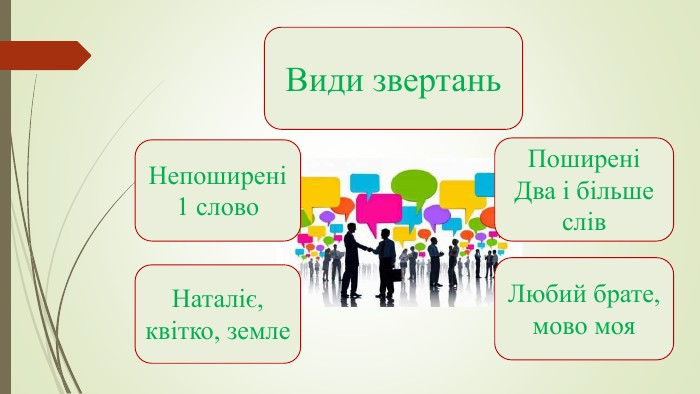 Види звертань
Непоширені
1 слово
Поширені
Два і більше
слів
Наталіє,
квітко, земле
Любий брате,
мово моя